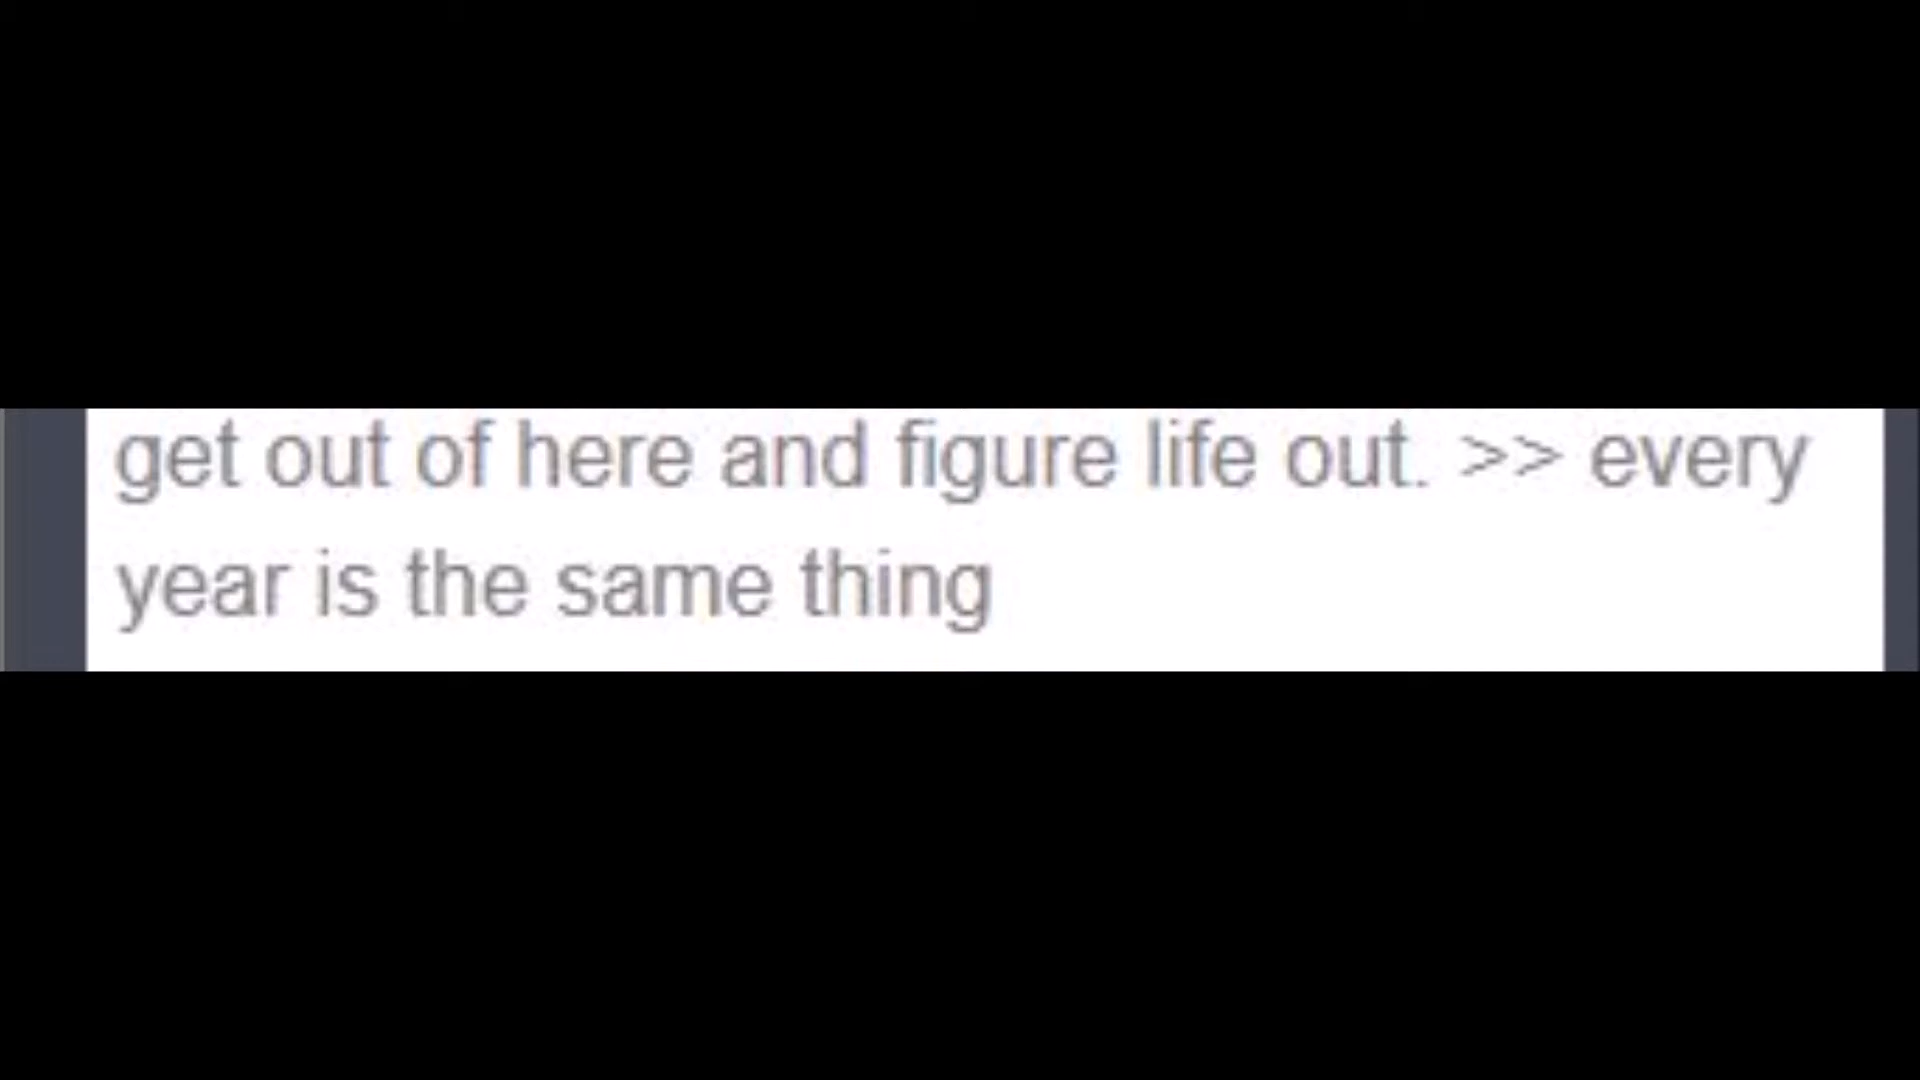 get out of here and figure life out. >> every
year is the same thing